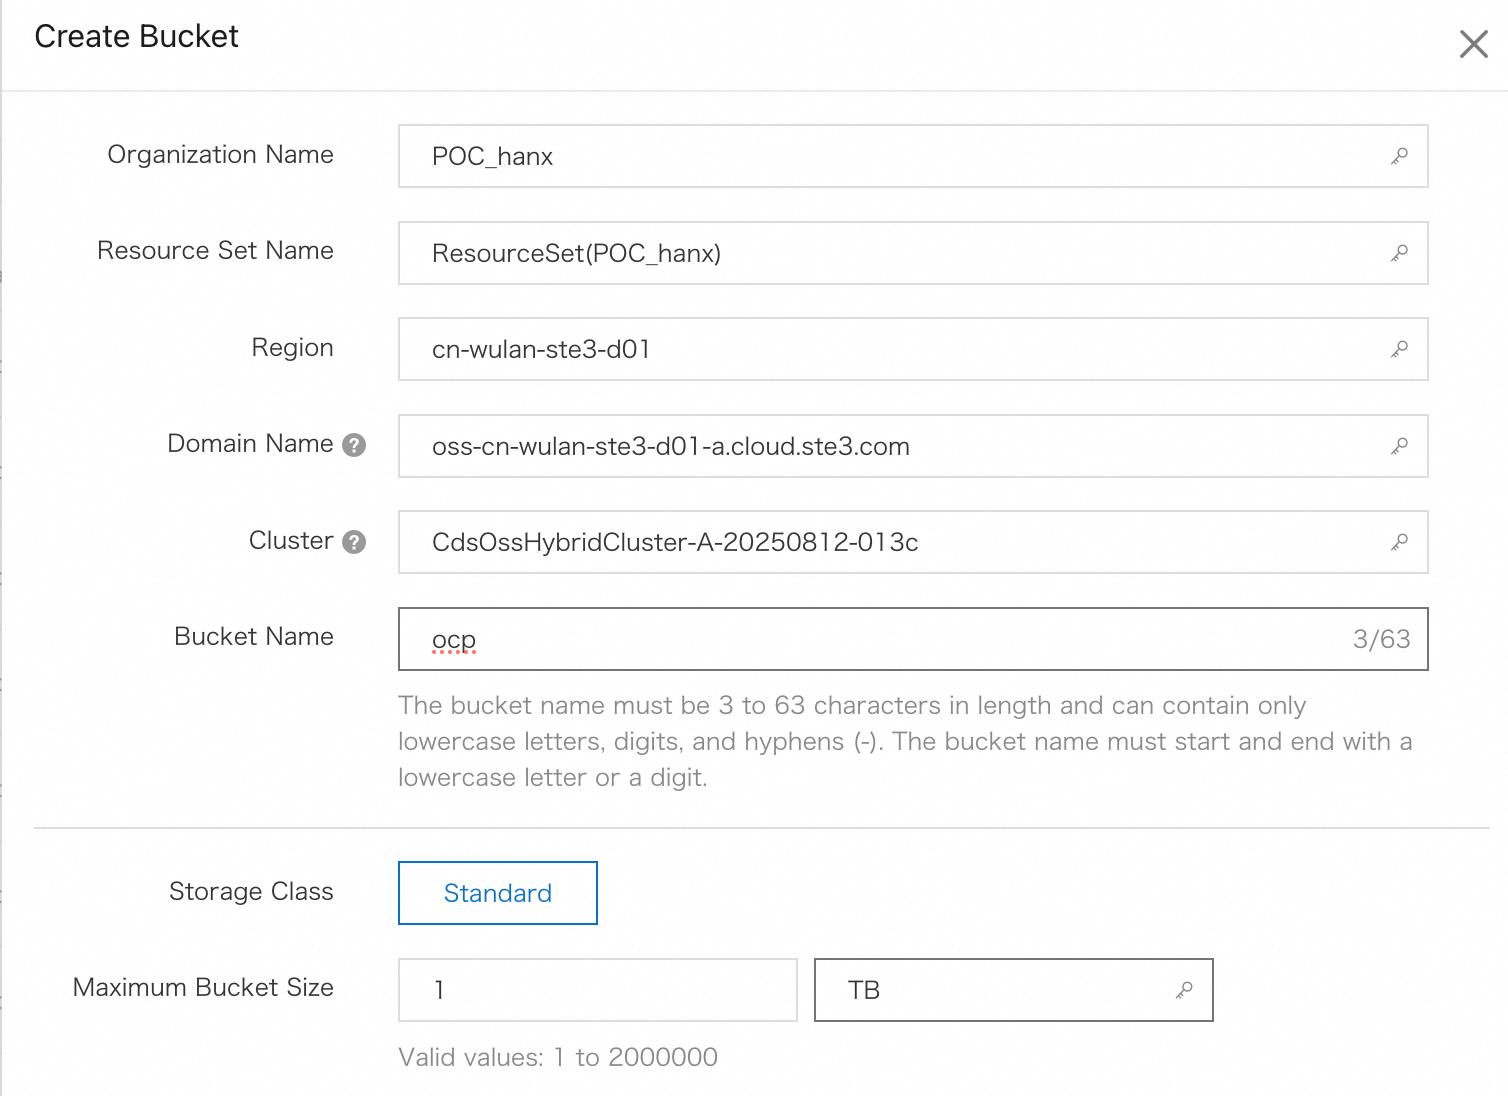 Create Bucket
Organization Name POC_hanx
Resource Set Name ResourceSet(POC_hanx)
Region cn-wulan-ste3-d01
Domain Name ? oss-cn-wulan-ste3-d01-a.cloud.ste3.com
Cluster ? CdsOssHybridCluster-A-20250812-013c
Bucket Name ocp 3/63
The bucket name must be 3 to 63 characters in length and can contain only
lowercase letters, digits, and hyphens (-). The bucket name must start and end with a
lowercase letter or a digit.
Storage Class Standard
Maximum Bucket Size 1 TB
Valid values: 1 to 2000000